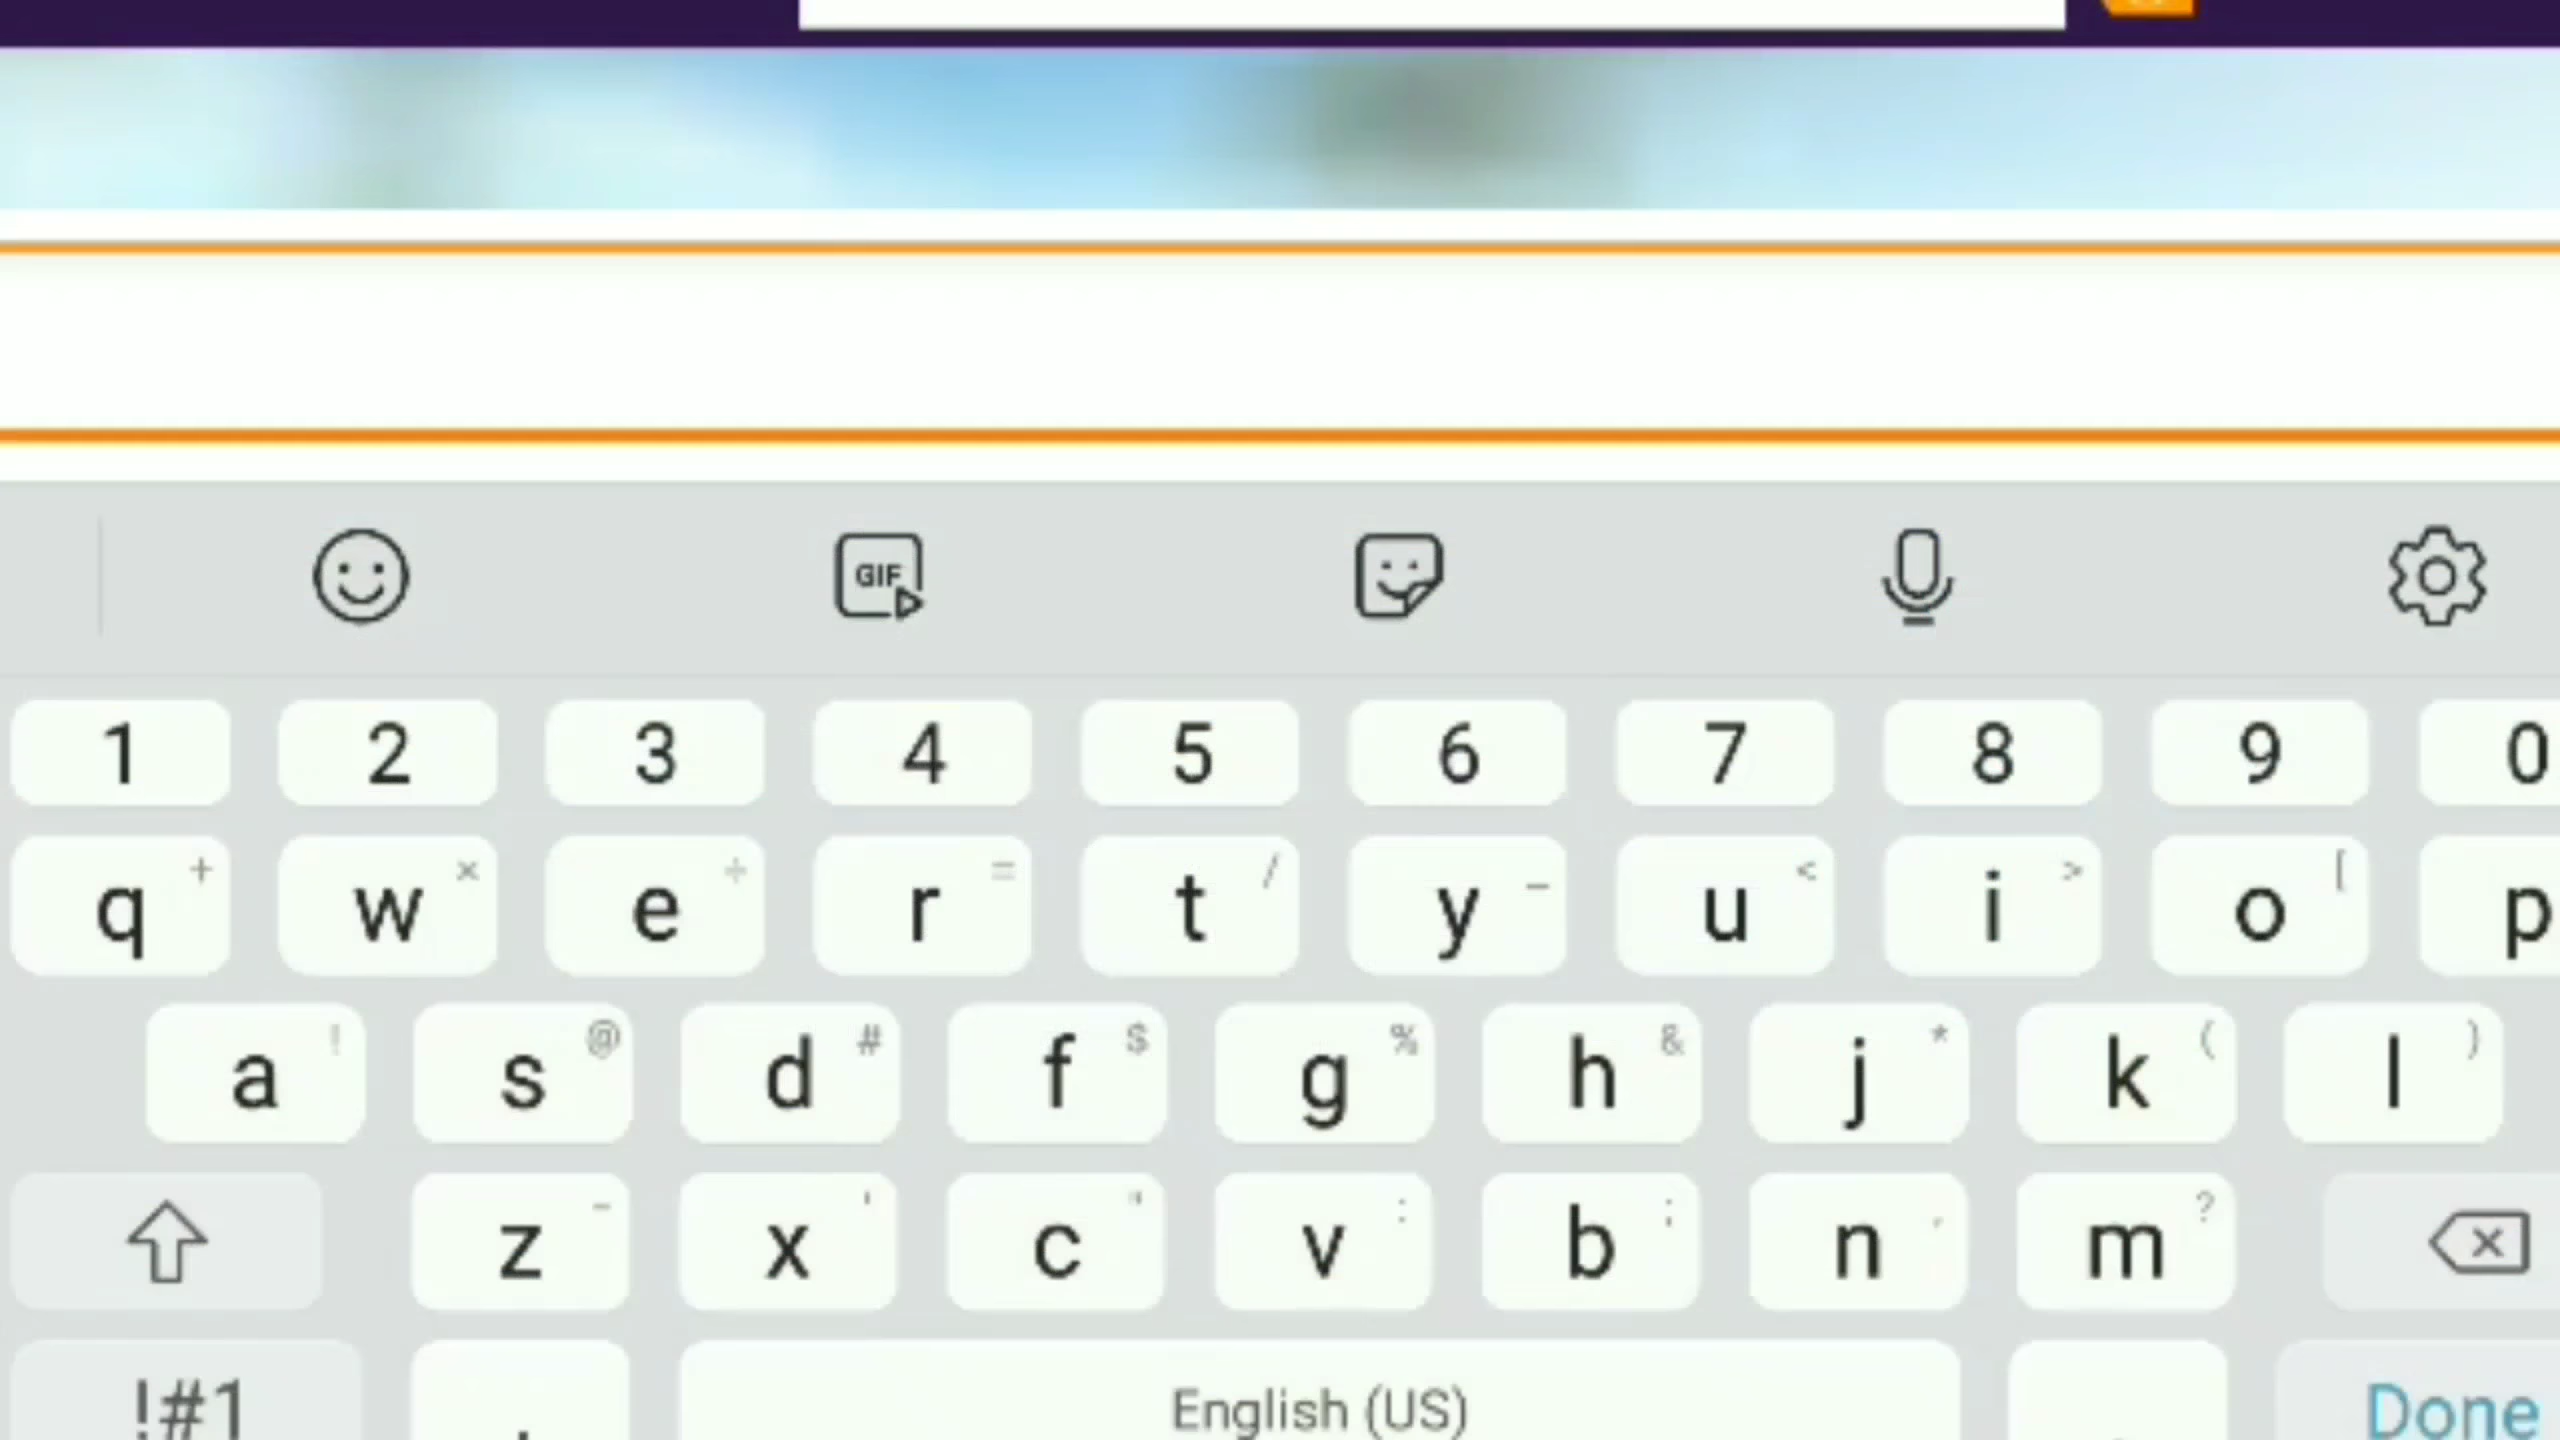 GIF
1 2 3 4 5 6 7 8 9 0
q + w × e ÷ r = t / y _ u < i > o [ p
a ! s @ d # f $ g % h & j * k ( l )
z - x ' c " v : b ; n , m ?
!#1 , English (US) . Done